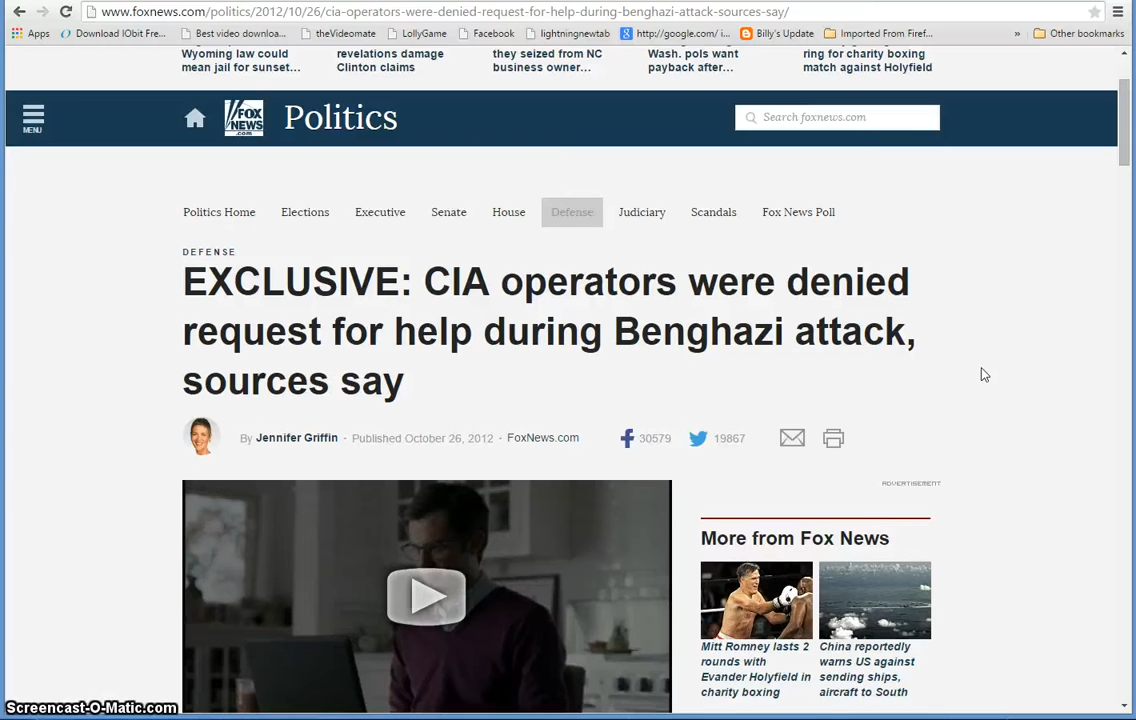 www.foxnews.com/politics/2012/10/26/cia-operators-were-denied-request-for-help-during-benghazi-attack-sources-say/
Apps Download IObit Fre... Best video download... theVideomate LollyGame Facebook lightningnewtab http://google.com/ i... Billy's Update Imported From Firef... » Other bookmarks
Wyoming law could revelations damage they seized from NC Wash. pols want ring for charity boxing
mean jail for sunset... Clinton claims business owner... payback after... match against Holyfield
MENU FOX NEWS .com Politics Search foxnews.com
Politics Home Elections Executive Senate House Defense Judiciary Scandals Fox News Poll
DEFENSE
EXCLUSIVE: CIA operators were denied
request for help during Benghazi attack,
sources say
By Jennifer Griffin · Published October 26, 2012 · FoxNews.com 30579 19867
ADVERTISEMENT
More from Fox News
Mitt Romney lasts 2
rounds with
Evander Holyfield in
charity boxing
China reportedly
warns US against
sending ships,
aircraft to South
Screencast-O-Matic.com